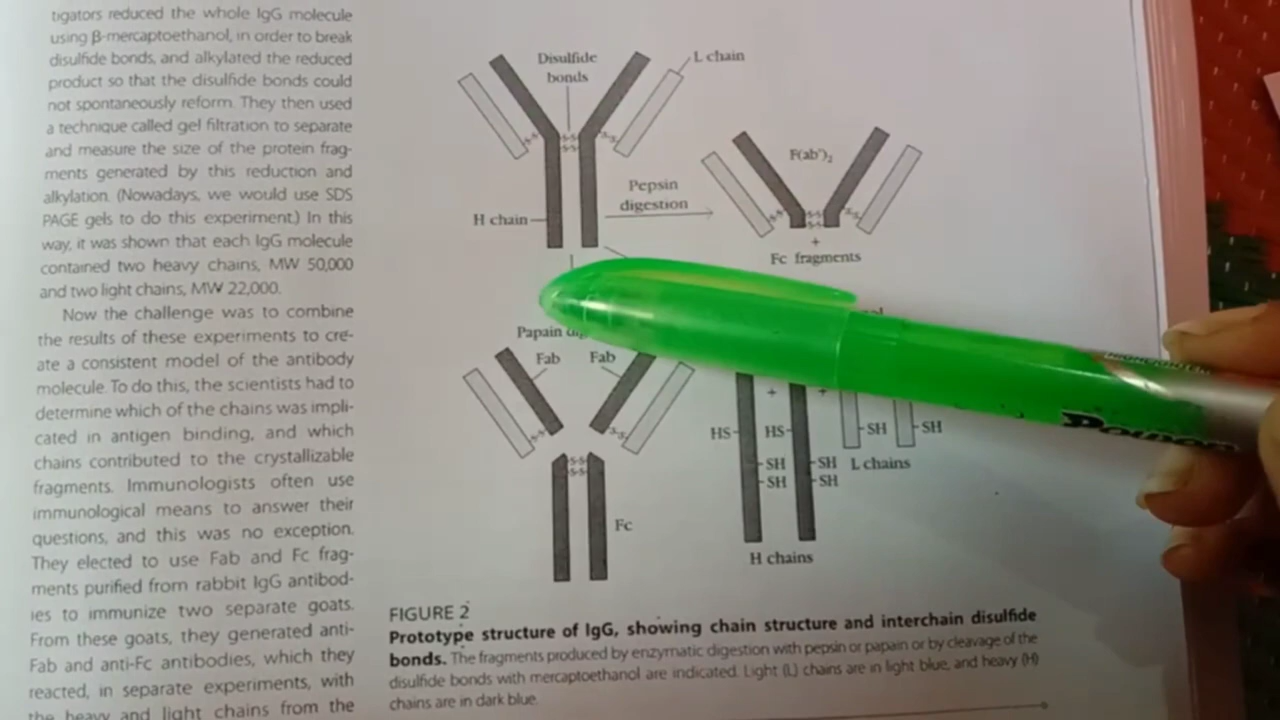 tigators reduced the whole IgG molecule
using β-mercaptoethanol, in order to break
disulfide bonds, and alkylated the reduced
product so that the disulfide bonds could
not spontaneously reform. They then used
a technique called gel filtration to separate
and measure the size of the protein frag-
ments generated by this reduction and
alkylation. (Nowadays, we would use SDS
PAGE gels to do this experiment.) In this
way, it was shown that each IgG molecule
contained two heavy chains, MW 50,000
and two light chains, MW 22,000.
Now the challenge was to combine
the results of these experiments to cre-
ate a consistent model of the antibody
molecule. To do this, the scientists had to
determine which of the chains was impli-
cated in antigen binding, and which
chains contributed to the crystallizable
fragments. Immunologists often use
immunological means to answer their
questions, and this was no exception.
They elected to use Fab and Fc frag-
ments purified from rabbit IgG antibod-
ies to immunize two separate goats.
From these goats, they generated anti-
Fab and anti-Fc antibodies, which they
reacted, in separate experiments, with
the heavy and light chains from the
Disulfide
bonds
L chain
S-S
S-S
S-S
S-S
H chain
Pepsin
digestion
F(ab')₂
S-S
S-S
S-S
S-S
+
Fc fragments
Papain
Fab
Fab
S-S
S-S
S-S
S-S
Fc
+
+
HS
HS
SH
SH
SH
SH
SH
SH
L chains
H chains
FIGURE 2
Prototype structure of IgG, showing chain structure and interchain disulfide
bonds. The fragments produced by enzymatic digestion with pepsin or papain or by cleavage of the
disulfide bonds with mercaptoethanol are indicated. Light (L) chains are in light blue, and heavy (H)
chains are in dark blue.